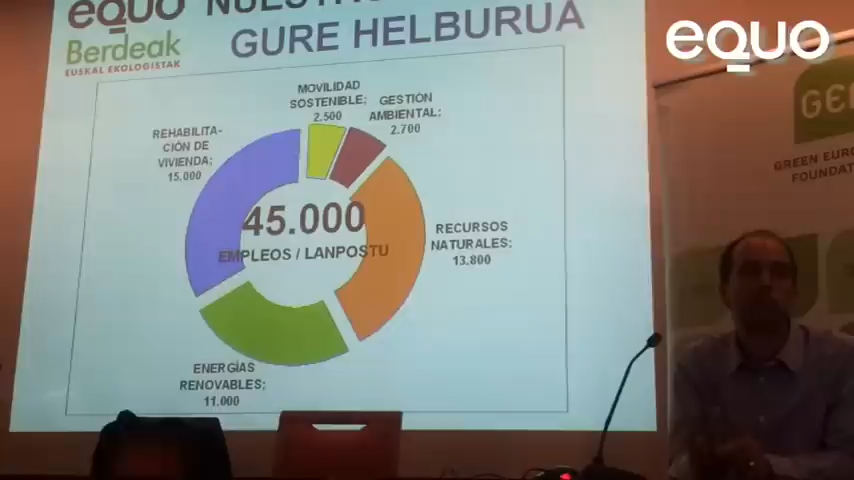 equo
Berdeak
EUSKAL EKOLOGISTAK
GURE HELBURUA
MOVILIDAD
SOSTENIBLE;
2.500
GESTIÓN
AMBIENTAL;
2.700
REHABILITA-
CIÓN DE
VIVIENDA;
15.000
45.000
EMPLEOS / LANPOSTU
RECURSOS
NATURALES;
13.800
ENERGÍAS
RENOVABLES;
11.000
equo
GREEN EURO
FOUNDAT